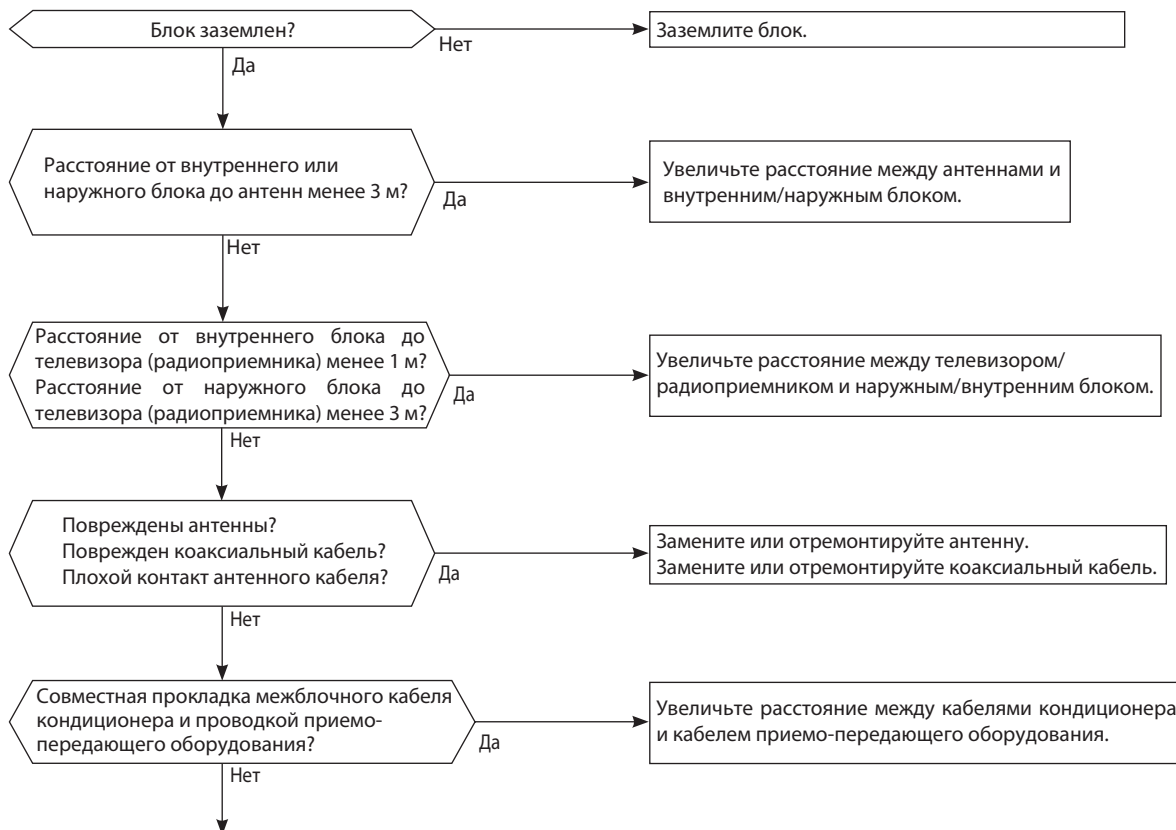 Блок заземлен?
Нет
Заземлите блок.
Да
Расстояние от внутреннего или
наружного блока до антенн менее 3 м?
Да
Увеличьте расстояние между антеннами и
внутренним/наружным блоком.
Нет
Расстояние от внутреннего блока до
телевизора (радиоприемника) менее 1 м?
Расстояние от наружного блока до
телевизора (радиоприемника) менее 3 м?
Да
Увеличьте расстояние между телевизором/
радиоприемником и наружным/внутренним блоком.
Нет
Повреждены антенны?
Поврежден коаксиальный кабель?
Плохой контакт антенного кабеля?
Да
Замените или отремонтируйте антенну.
Замените или отремонтируйте коаксиальный кабель.
Нет
Совместная прокладка межблочного кабеля
кондиционера и проводкой приемо-
передающего оборудования?
Да
Увеличьте расстояние между кабелями кондиционера
и кабелем приемо-передающего оборудования.
Нет